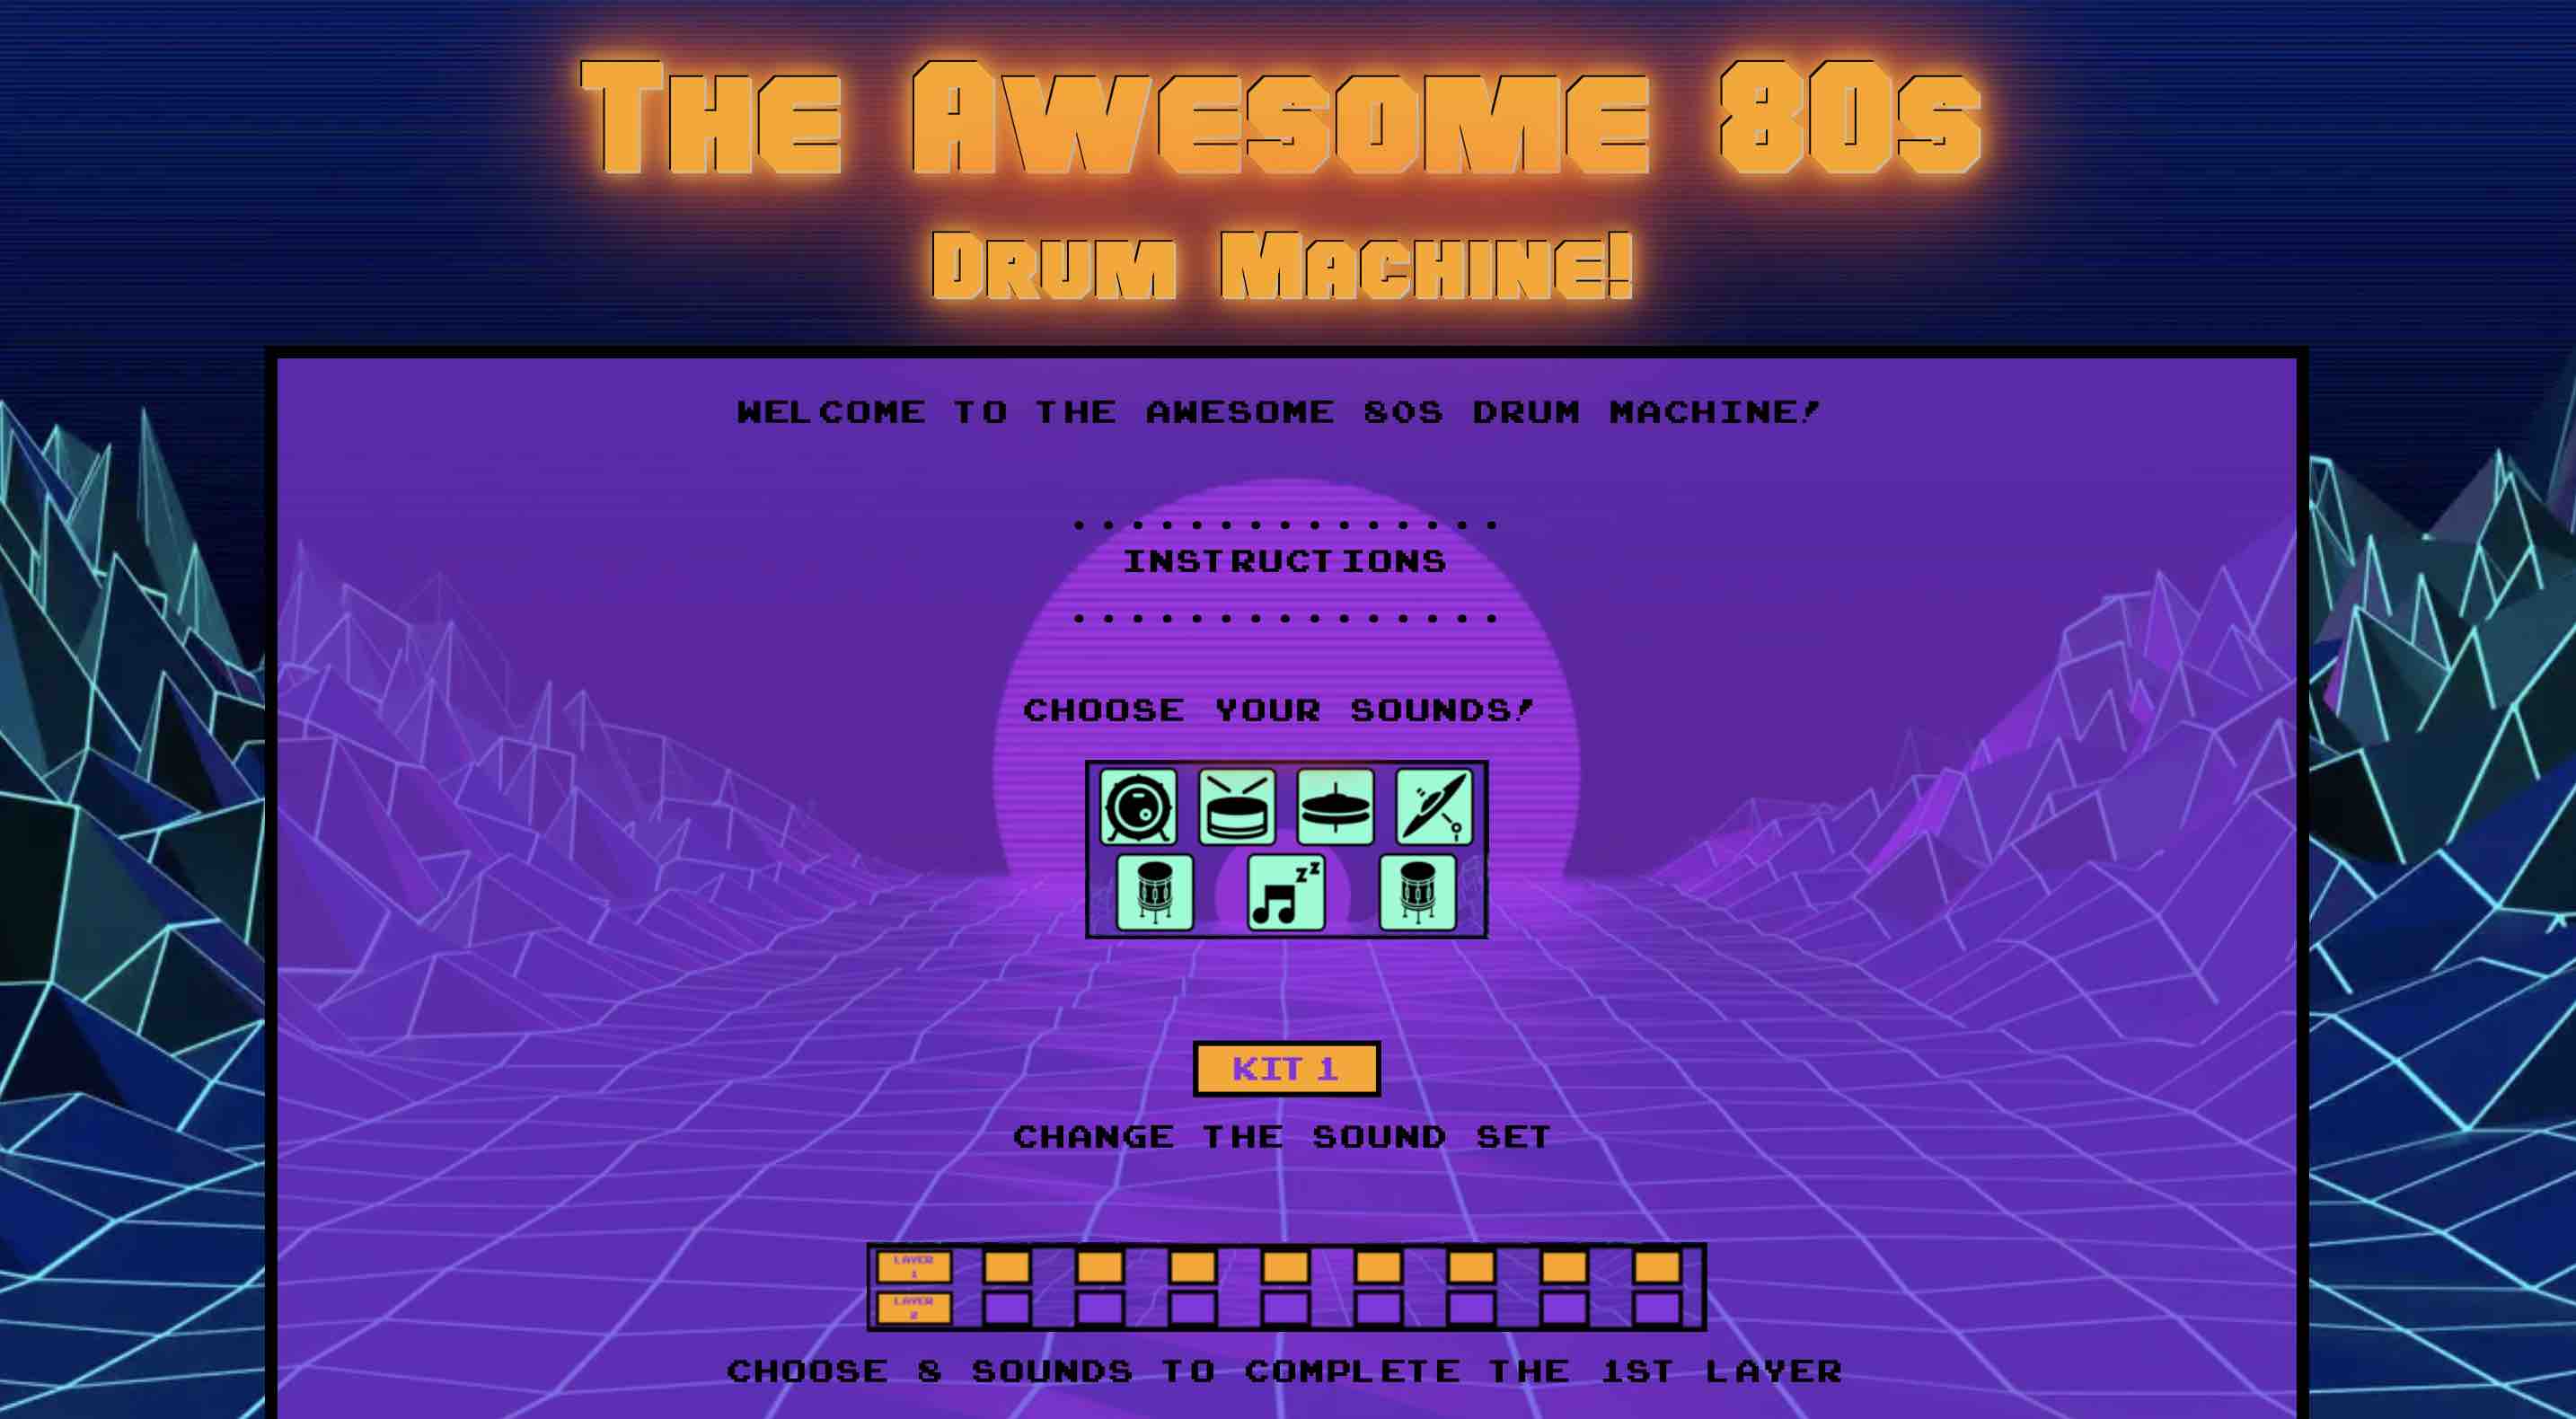 The Awesome 80s
Drum Machine!
WELCOME TO THE AWESOME 80S DRUM MACHINE!
...............
INSTRUCTIONS
...............
CHOOSE YOUR SOUNDS!
zz
KIT 1
CHANGE THE SOUND SET
LAYER
1
LAYER
2
CHOOSE 8 SOUNDS TO COMPLETE THE 1ST LAYER